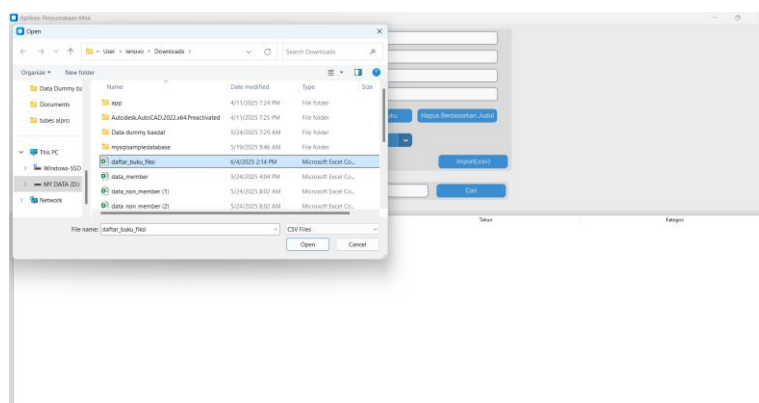 Aplikasi Perpustakaan Mini
Open
User > lenovo > Downloads >
Search Downloads
Organize
New folder
Name
Date modified
Type
Size
Data Dummy ba
Documents
tubes alpro
This PC
Windows-SSD
MY DATA (D:)
Network
app
4/11/2025 7:24 PM
File folder
Autodesk.AutoCAD.2022.x64.Preactivated
4/11/2025 7:25 PM
File folder
Data dummy basdat
5/24/2025 7:20 AM
File folder
mysqlsampledatabase
5/19/2025 9:46 AM
File folder
daftar_buku_fiksi
6/4/2025 2:14 PM
Microsoft Excel Co...
data_member
5/24/2025 4:04 PM
Microsoft Excel Co...
data_non_member (1)
5/24/2025 8:02 AM
Microsoft Excel Co...
data non member (2)
5/24/2025 8:02 AM
Microsoft Excel Co...
File name:
daftar_buku_fiksi
CSV Files
Open
Cancel
Hapus Berdasarkan Judul
Import(.csv)
Cari
Tahun
Kategori